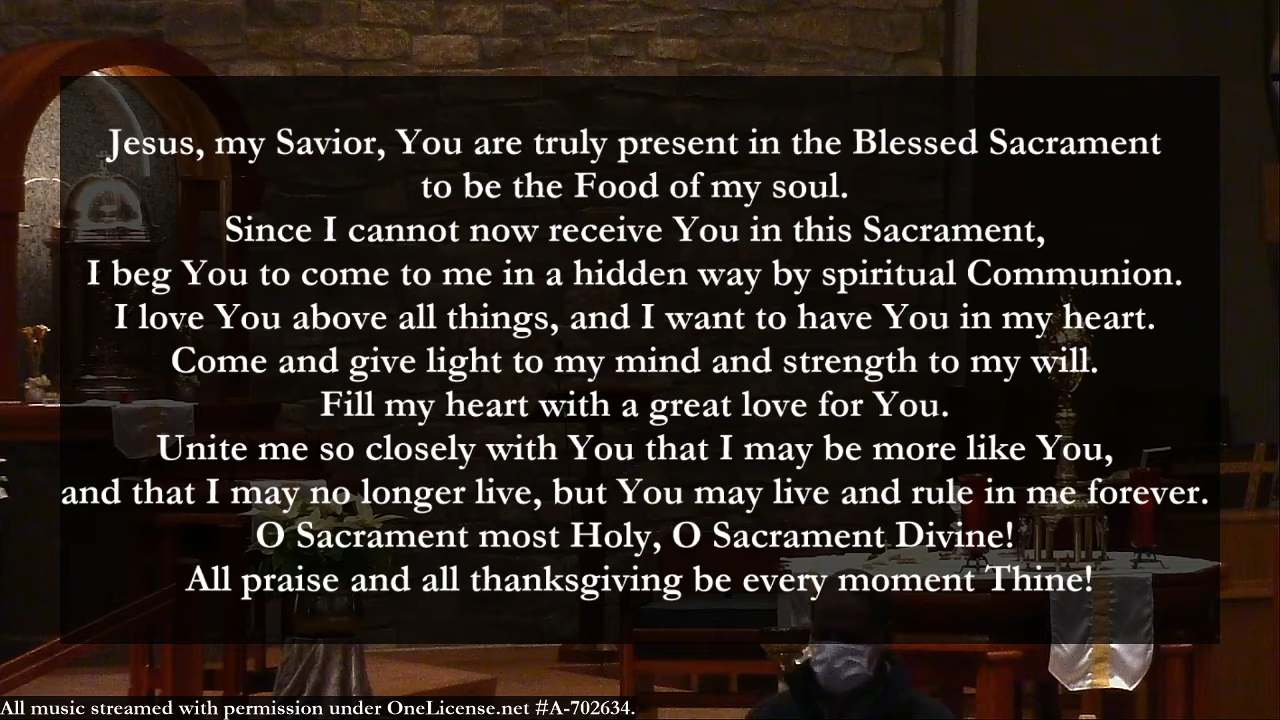 Jesus, my Savior, You are truly present in the Blessed Sacrament
to be the Food of my soul.
Since I cannot now receive You in this Sacrament,
I beg You to come to me in a hidden way by spiritual Communion.
I love You above all things, and I want to have You in my heart.
Come and give light to my mind and strength to my will.
Fill my heart with a great love for You.
Unite me so closely with You that I may be more like You,
and that I may no longer live, but You may live and rule in me forever.
O Sacrament most Holy, O Sacrament Divine!
All praise and all thanksgiving be every moment Thine!
All music streamed with permission under OneLicense.net #A-702634.